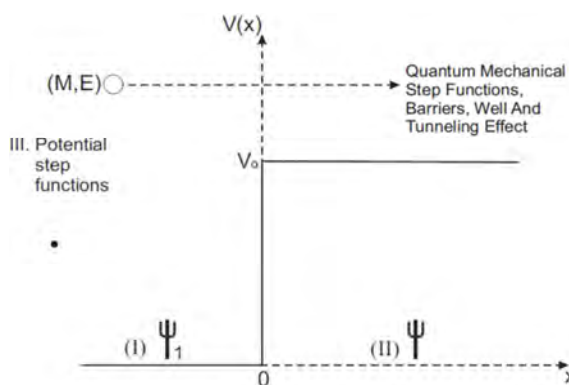 V(x)
(M,E)
Quantum Mechanical
Step Functions,
Barriers, Well And
Tunneling Effect
III. Potential
step
functions
V₀
(I) ψ₁
(II) ψ
0
x